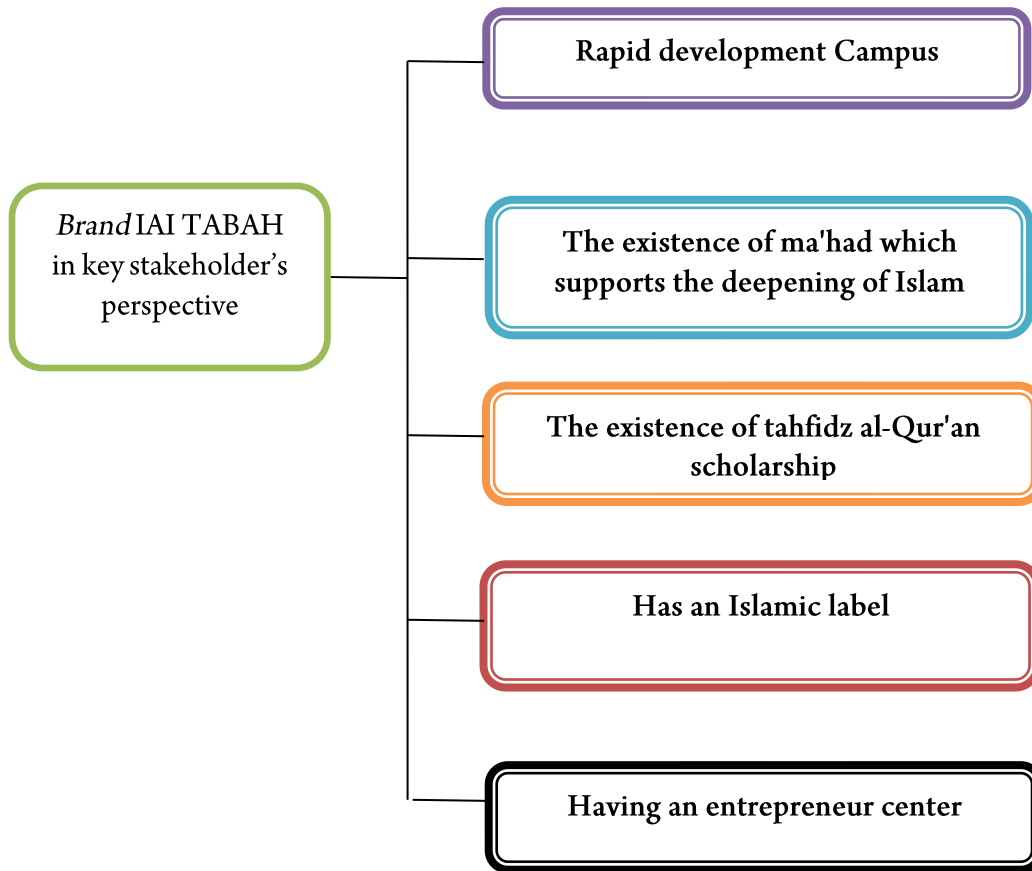 Rapid development Campus
Brand IAI TABAH
in key stakeholder’s
perspective
The existence of ma'had which
supports the deepening of Islam
The existence of tahfidz al-Qur'an
scholarship
Has an Islamic label
Having an entrepreneur center